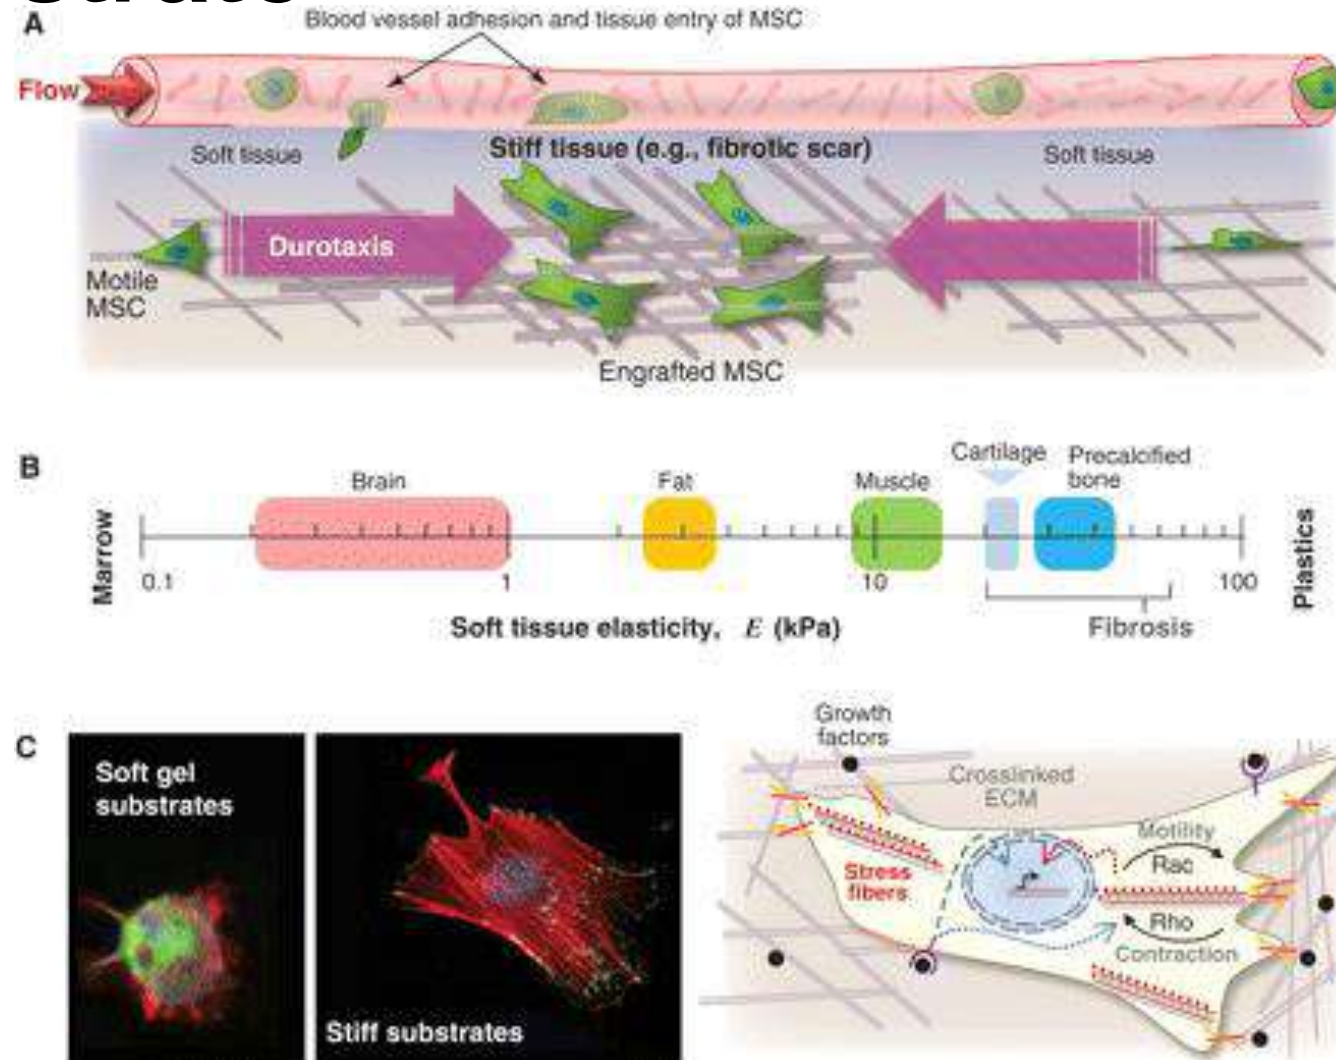 A
Blood vessel adhesion and tissue entry of MSC
Flow
Soft tissue
Stiff tissue (e.g., fibrotic scar)
Soft tissue
Durotaxis
Motile
MSC
Engrafted MSC
B
Marrow
Brain
Fat
Muscle
Cartilage
Precalcified
bone
Plastics
0.1
1
10
100
Soft tissue elasticity, E (kPa)
Fibrosis
C
Soft gel
substrates
Stiff substrates
Growth
factors
Crosslinked
ECM
Motility
Rac
Stress
fibers
Rho
Contraction